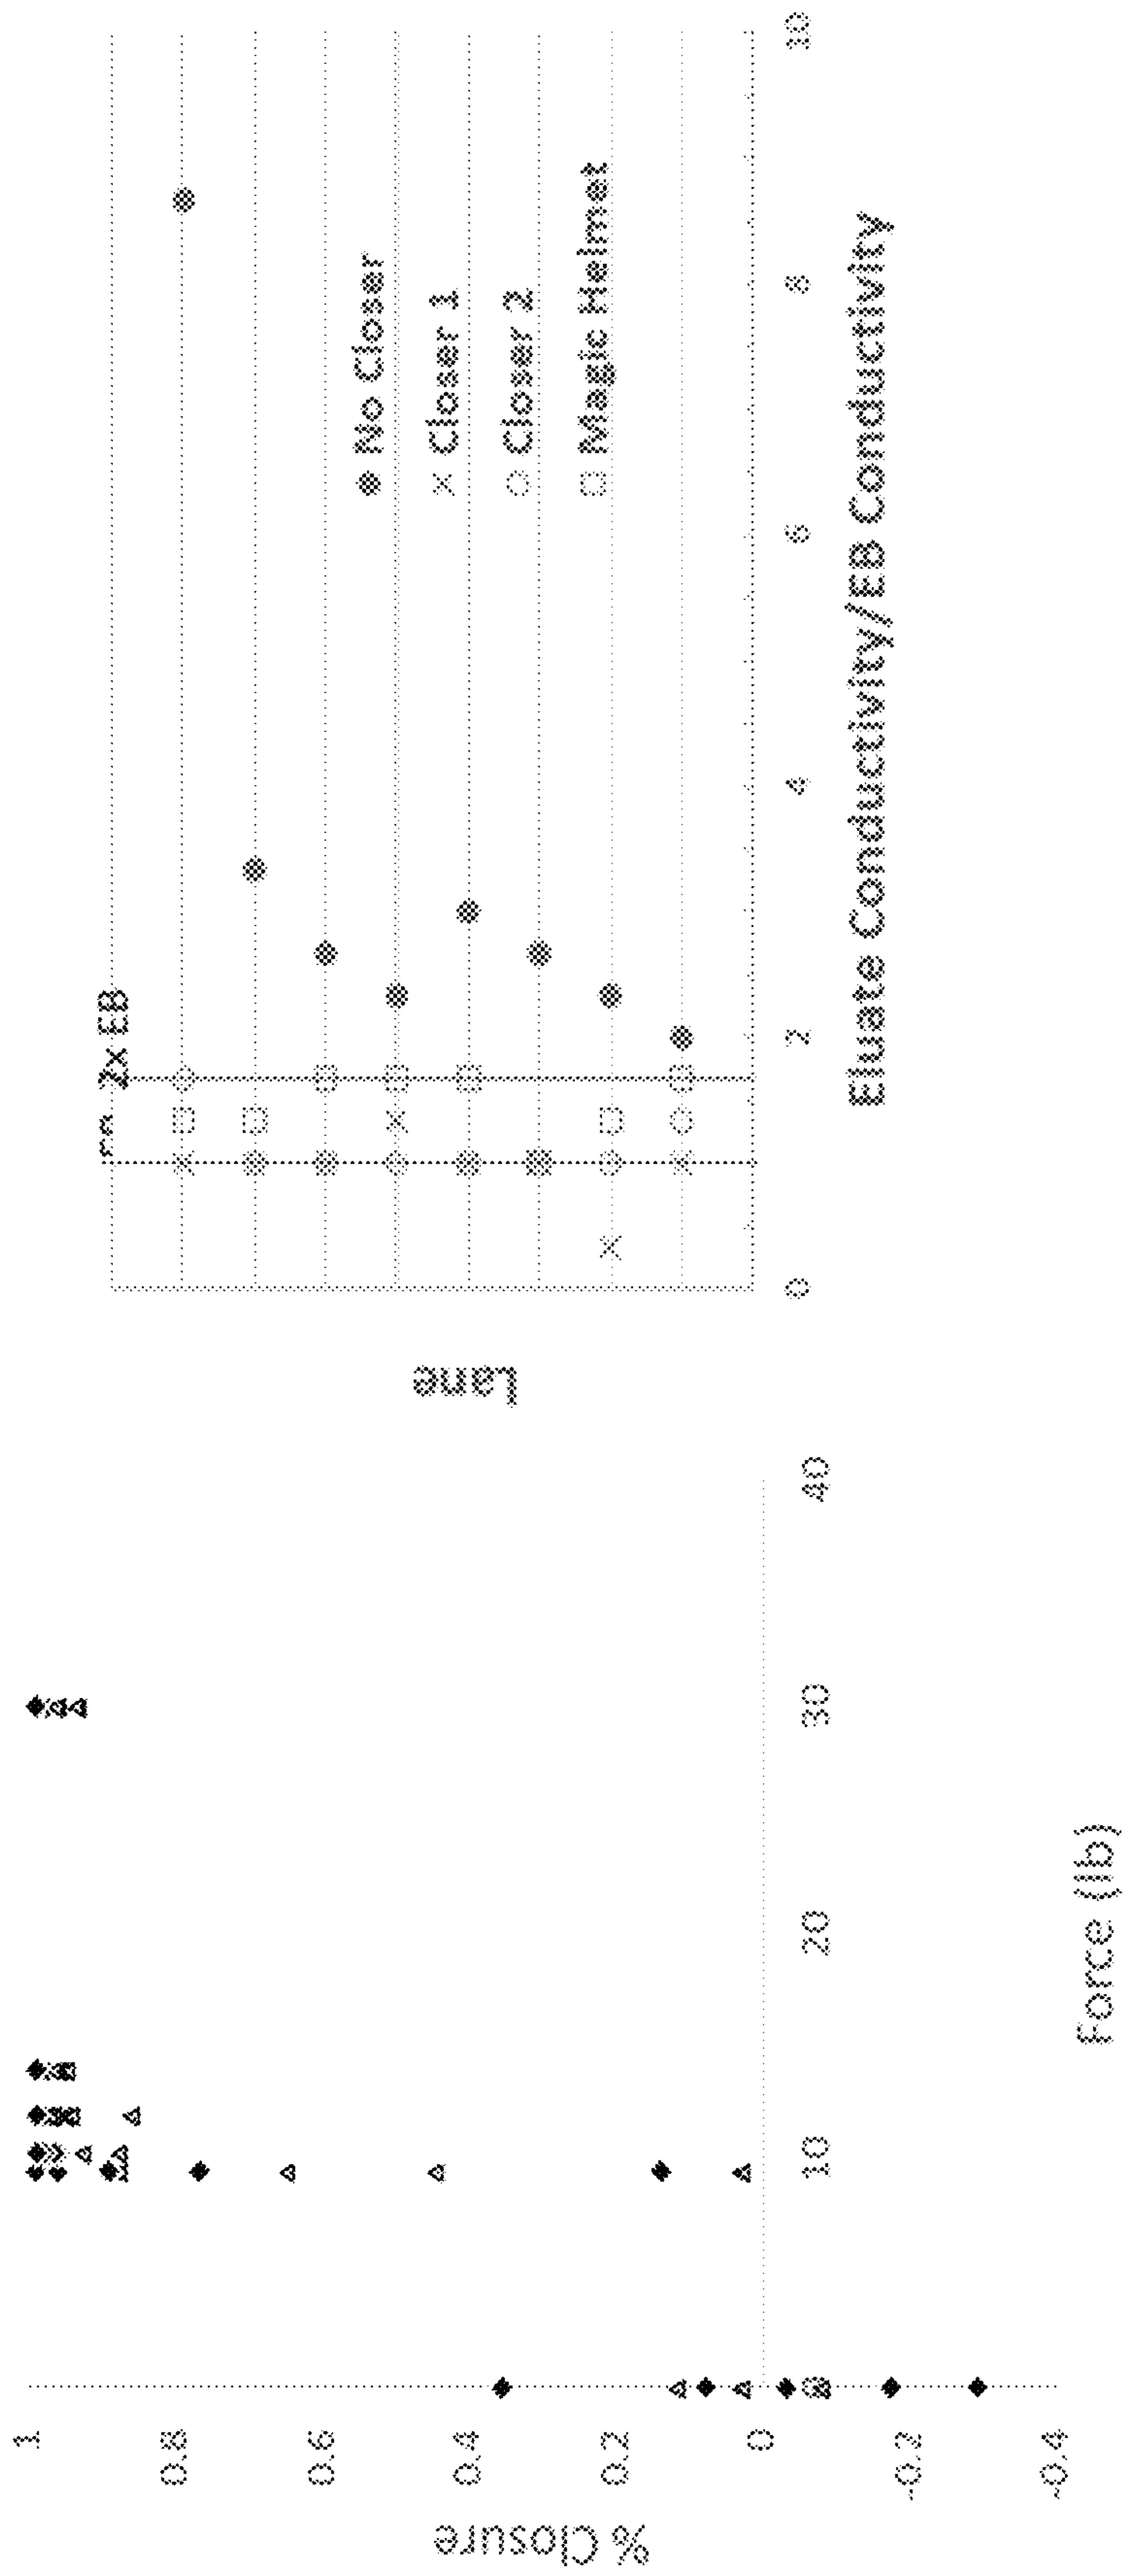 % Closure
1
0.8
0.6
0.4
0.2
0
-0.2
-0.4
0
10
20
30
40
Force (lb)
Lane
2x EB
No Closer
Closer 1
Closer 2
Magic Helmet
0
2
4
6
8
10
Eluate Conductivity/EB Conductivity